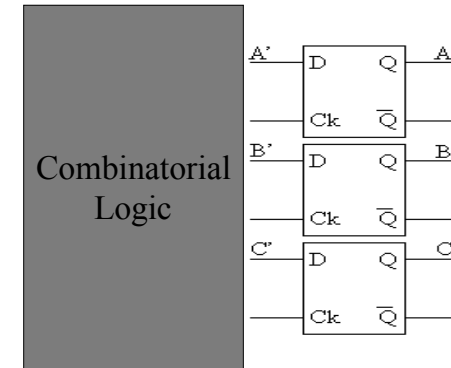 Combinatorial
Logic
A' D Q A
Ck Q̅
B' D Q B
Ck Q̅
C' D Q C
Ck Q̅